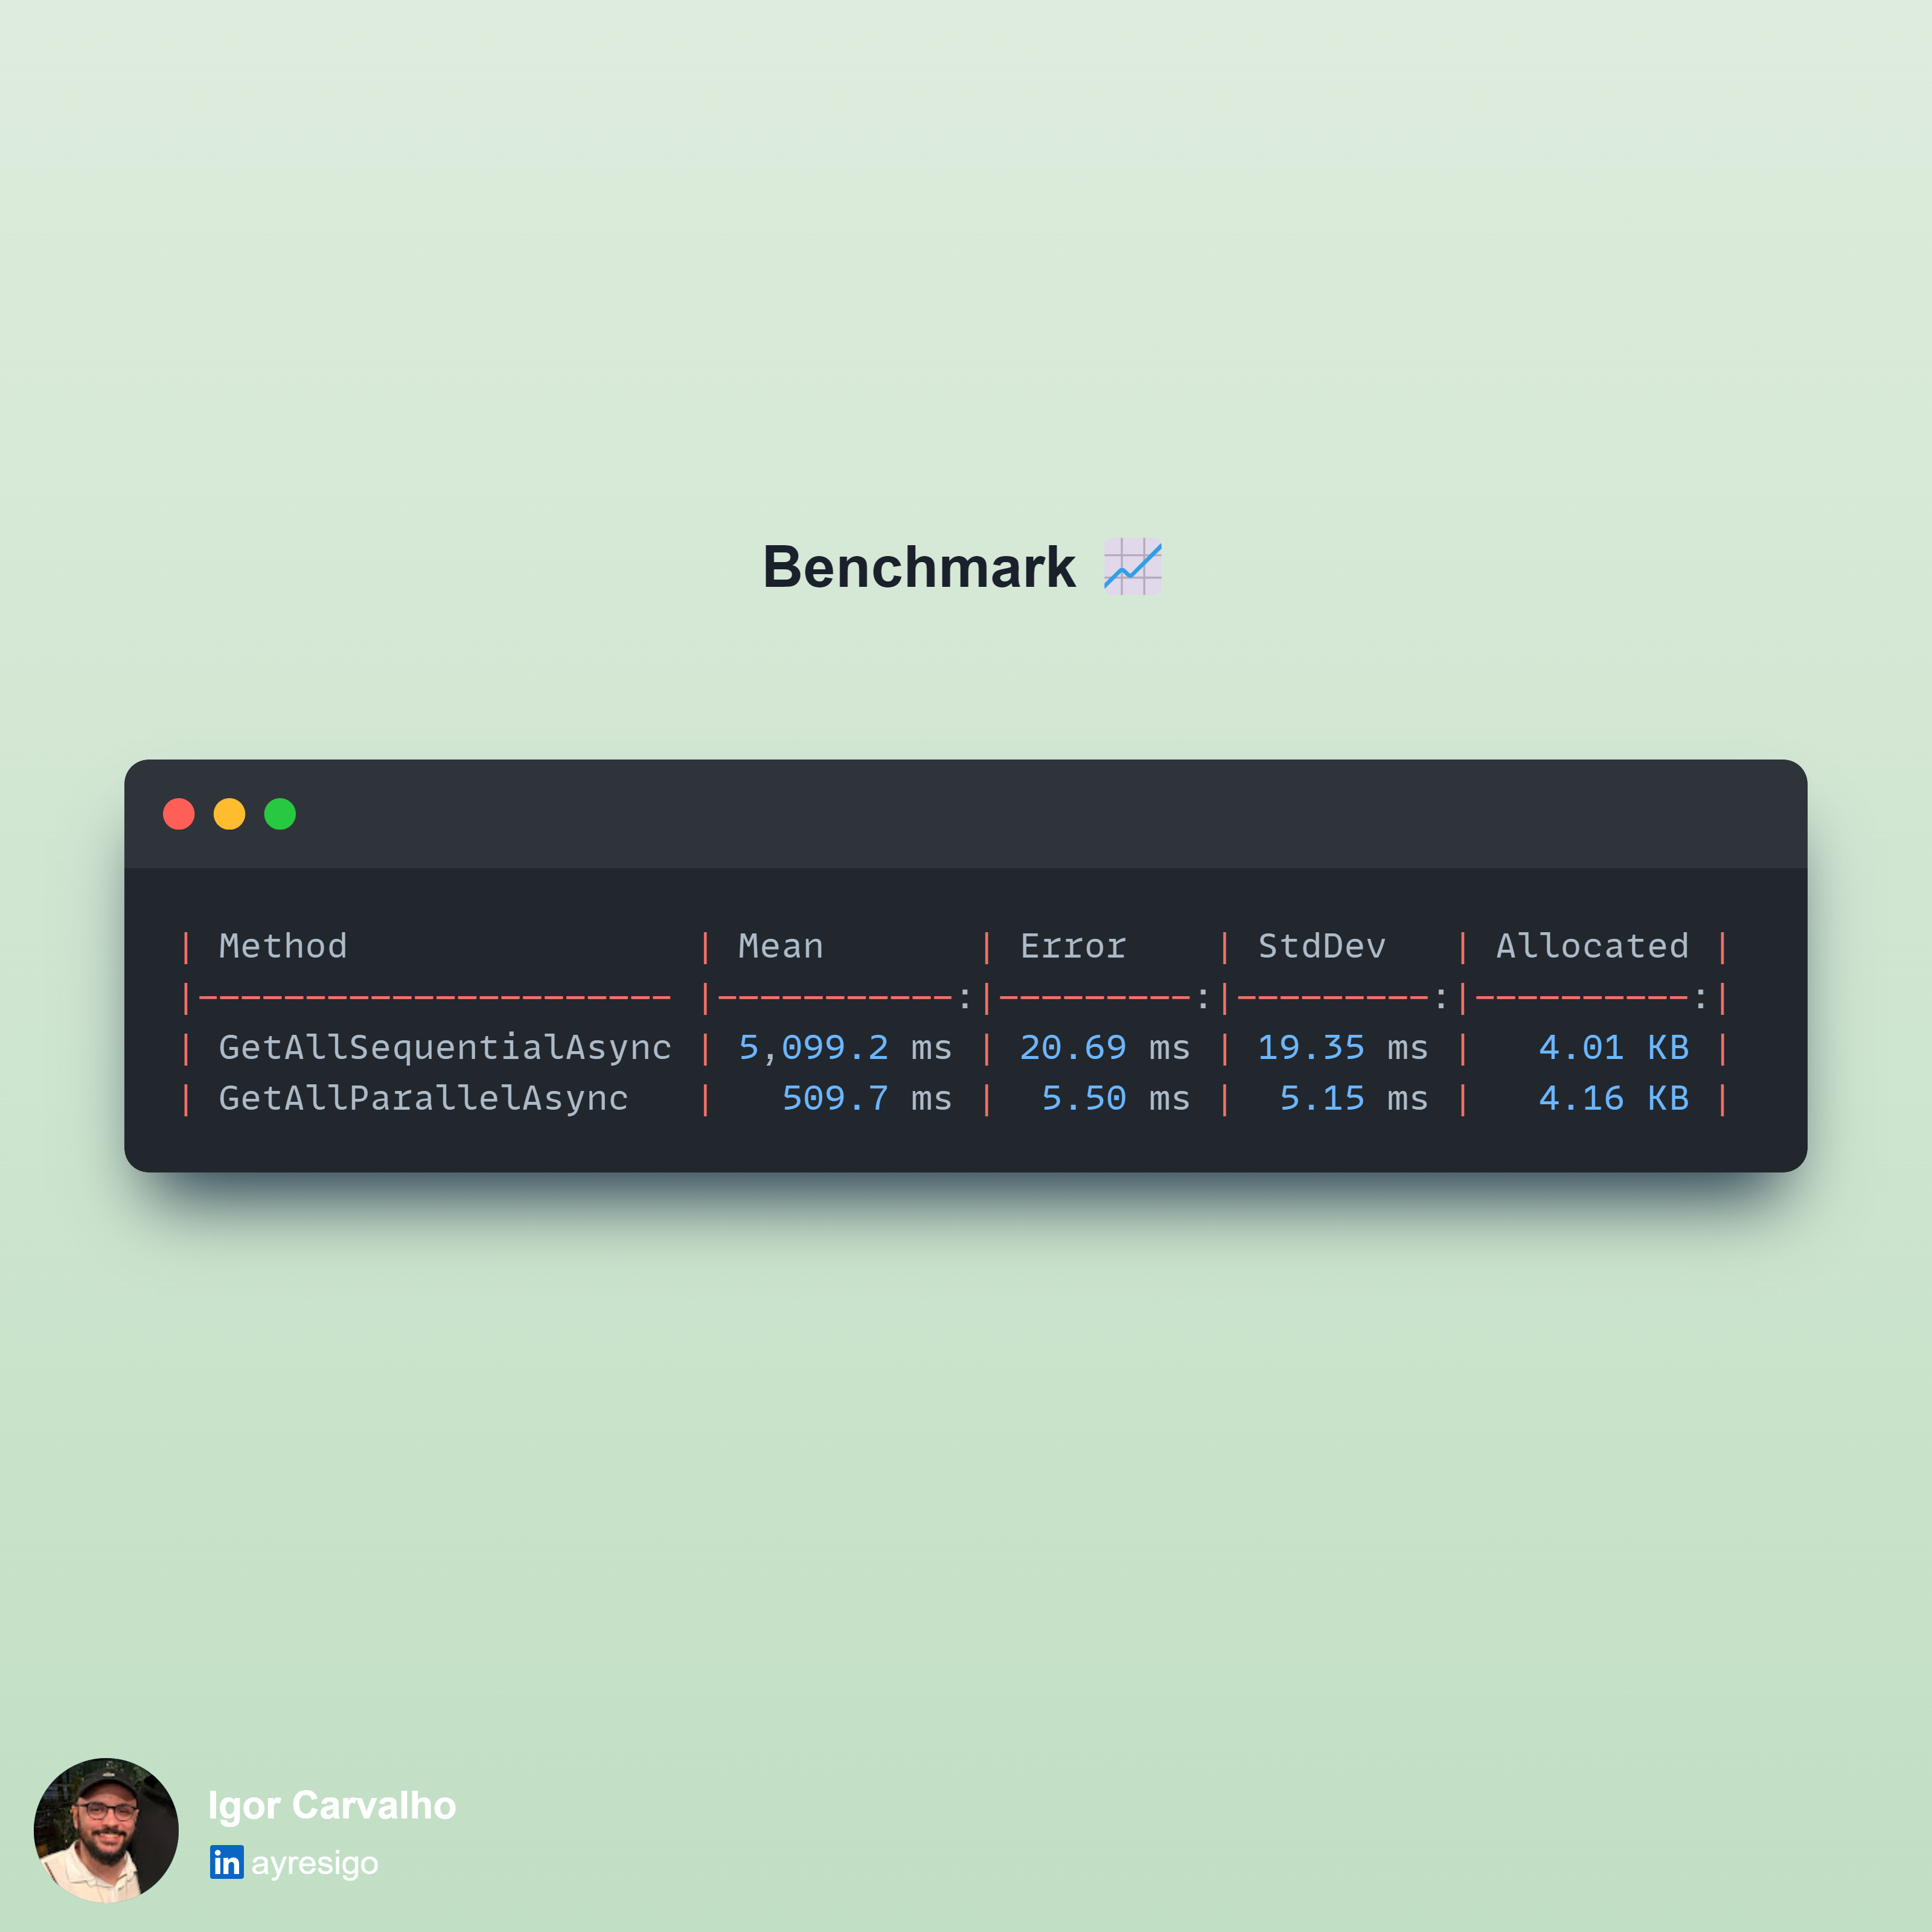 Benchmark 📈
| Method                 | Mean       | Error    | StdDev   | Allocated |
|---------------------- |-----------:|---------:|---------:|----------:|
| GetAllSequentialAsync | 5,099.2 ms | 20.69 ms | 19.35 ms |   4.01 KB |
| GetAllParallelAsync   |   509.7 ms |  5.50 ms |  5.15 ms |   4.16 KB |
Igor Carvalho
in ayresigo